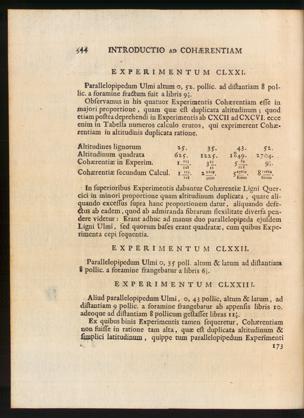 544 INTRODUCTIO AD COHÆRENTIAM
EXPERIMENTUM CLXXI.
Parallelopipedum Ulmi altum 0, 52. pollic. ad distantiam 8 pol-
lic. a foramine fractum fuit a libris
Observamus in his quatuor Experimentis Cohærentiam esse in
majori proportione, quam quæ est duplicata altitudinum; quod
etiam postea deprehendi in Experimentis ab CXCII ad CXCVI. ecce
enim in Tabella numeros calculo erutos, qui exprimerent Cohæ-
rentiam in altitudinis duplicata ratione.
Altitudines lignorum 25. 35. 43. 52.
Altitudinum quadrata 625. 1225. 1849. 2704.
Cohærentiæ in Experim.
Cohærentiæ secundum Calcul.
In superioribus Experimentis dabantur Cohærentiæ Ligni Quer-
cini in minori proportione quam altitudinum duplicata, quare ali-
quando excessus supra hanc proportionem datur, aliquando defe-
ctus ab eadem, quod ab admiranda fibrarum flexilitate diversa pen-
dere videtur: Erant adhuc ad manus duo parallelopipeda ejusdem
Ligni Ulmi, sed quorum bases erant quadratæ, cum quibus Expe-
rimenta cepi sequentia.
EXPERIMENTUM CLXXII.
Parallelopipedum Ulmi 0, 35 poll. altum & latum ad distantiam
8 pollic. a foramine frangebatur a libris
EXPERIMENTUM CLXXIII.
Aliud parallelopipedum Ulmi, 0, 43 pollic, altum & latum, ad
distantiam 9 pollic. a foramine frangebatur ab appensis libris 10.
adeoque ad distantiam 8 pollicum gestasset libras
Ex quibus binis Experimentis tamen sequeretur, Cohærentiam
non fuisse in ratione tam alta, quæ est duplicata altitudinum &
simplici latitudinum, quippe tum parallelopipedum Experimenti
173